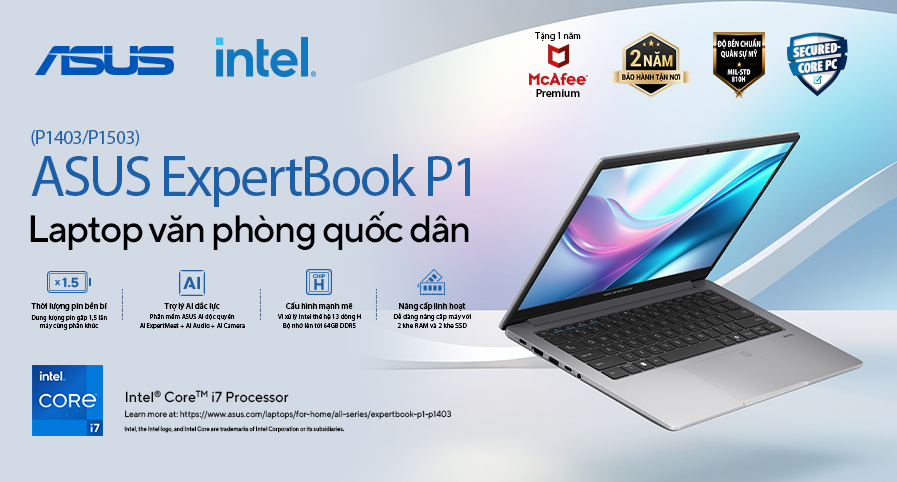 ASUS intel.
Tặng 1 năm
McAfee™
Premium
2 NĂM
BẢO HÀNH TẬN NƠI
ĐỘ BỀN CHUẨN
QUÂN SỰ MỸ
MIL-STD
810H
SECURED-
CORE PC
(P1403/P1503)
ASUS ExpertBook P1
Laptop văn phòng quốc dân
×1.5
Thời lượng pin bền bỉ
Dung lượng pin gấp 1,5 lần
máy cùng phân khúc
AI
Trợ lý AI đắc lực
Phần mềm ASUS AI độc quyền
AI ExpertMeet + AI Audio + AI Camera
CHIP
H
Cấu hình mạnh mẽ
Vi xử lý Intel thế hệ 13 dòng H
Bộ nhớ lên tới 64GB DDR5
Nâng cấp linh hoạt
Dễ dàng nâng cấp máy với
2 khe RAM và 2 khe SSD
intel.
CORE
i7
Intel® Core™ i7 Processor
Learn more at: https://www.asus.com/laptops/for-home/all-series/expertbook-p1-p1403
Intel, the Intel logo, and Intel Core are trademarks of Intel Corporation or its subsidiaries.